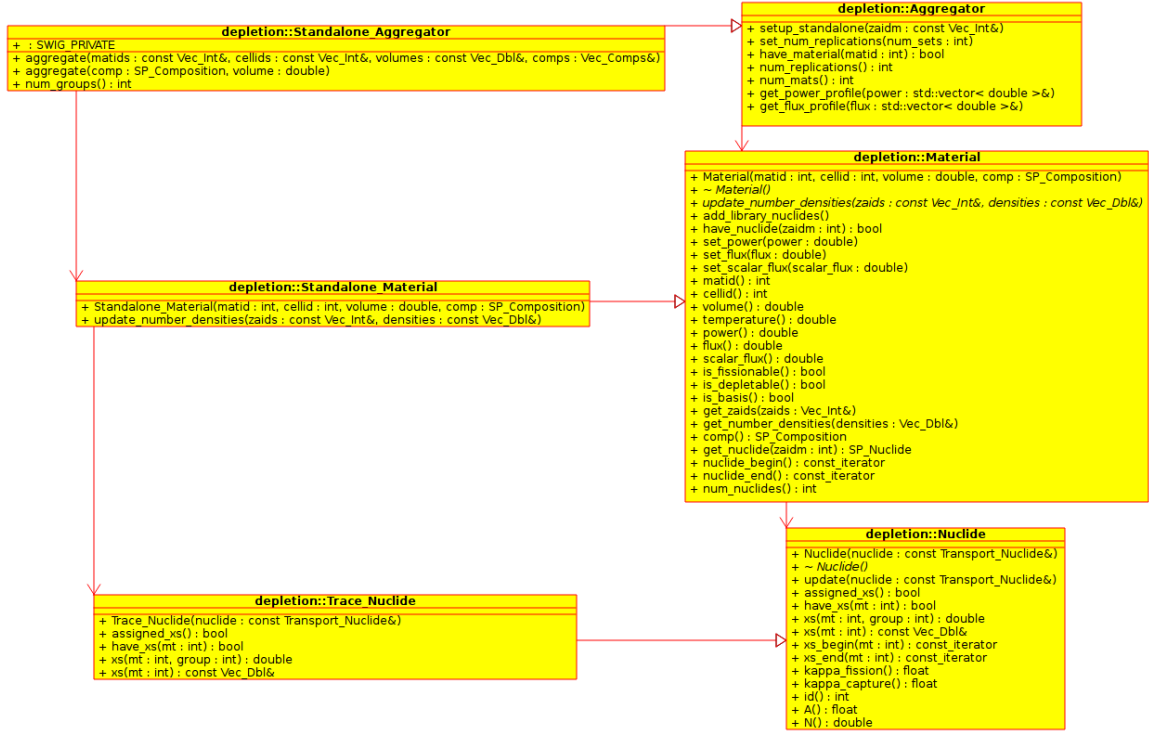 depletion::Standalone_Aggregator
+ : SWIG_PRIVATE
+ aggregate(matids : const Vec_Int&, cellids : const Vec_Int&, volumes : const Vec_Dbl&, comps : Vec_Comps&)
+ aggregate(comp : SP_Composition, volume : double)
+ num_groups() : int
depletion::Aggregator
+ setup_standalone(zaidm : const Vec_Int&)
+ set_num_replications(num_sets : int)
+ have_material(matid : int) : bool
+ num_replications() : int
+ num_mats() : int
+ get_power_profile(power : std::vector< double >&)
+ get_flux_profile(flux : std::vector< double >&)
depletion::Material
+ Material(matid : int, cellid : int, volume : double, comp : SP_Composition)
+ ~ Material()
+ update_number_densities(zaids : const Vec_Int&, densities : const Vec_Dbl&)
+ add_library_nuclides()
+ have_nuclide(zaidm : int) : bool
+ set_power(power : double)
+ set_flux(flux : double)
+ set_scalar_flux(scalar_flux : double)
+ matid() : int
+ cellid() : int
+ volume() : double
+ temperature() : double
+ power() : double
+ flux() : double
+ scalar_flux() : double
+ is_fissionable() : bool
+ is_depletable() : bool
+ is_basis() : bool
+ get_zaids(zaids : Vec_Int&)
+ get_number_densities(densities : Vec_Dbl&)
+ comp() : SP_Composition
+ get_nuclide(zaidm : int) : SP_Nuclide
+ nuclide_begin() : const_iterator
+ nuclide_end() : const_iterator
+ num_nuclides() : int
depletion::Standalone_Material
+ Standalone_Material(matid : int, cellid : int, volume : double, comp : SP_Composition)
+ update_number_densities(zaids : const Vec_Int&, densities : const Vec_Dbl&)
depletion::Nuclide
+ Nuclide(nuclide : const Transport_Nuclide&)
+ ~ Nuclide()
+ update(nuclide : const Transport_Nuclide&)
+ assigned_xs() : bool
+ have_xs(mt : int) : bool
+ xs(mt : int, group : int) : double
+ xs(mt : int) : const Vec_Dbl&
+ xs_begin(mt : int) : const_iterator
+ xs_end(mt : int) : const_iterator
+ kappa_fission() : float
+ kappa_capture() : float
+ id() : int
+ A() : float
+ N() : double
depletion::Trace_Nuclide
+ Trace_Nuclide(nuclide : const Transport_Nuclide&)
+ assigned_xs() : bool
+ have_xs(mt : int) : bool
+ xs(mt : int, group : int) : double
+ xs(mt : int) : const Vec_Dbl&